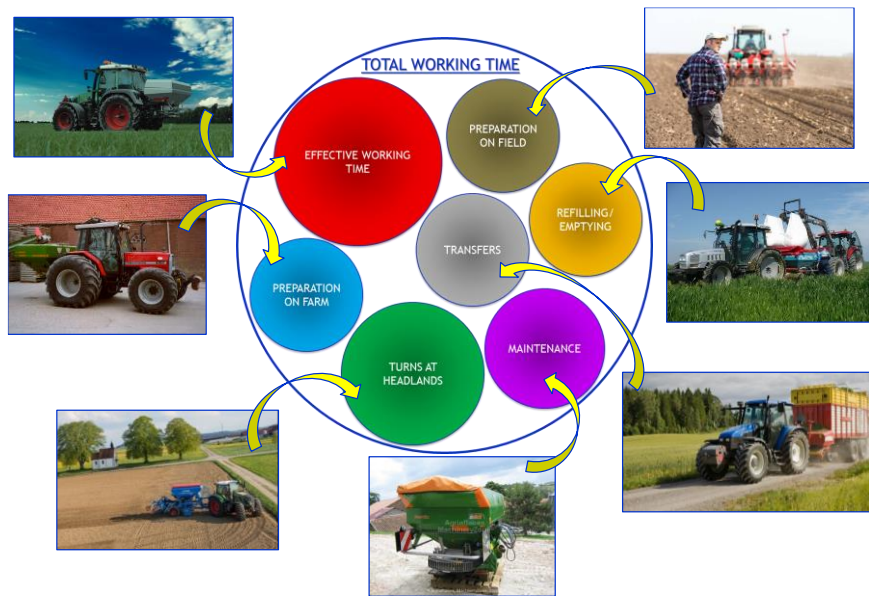 TOTAL WORKING TIME
EFFECTIVE WORKING
TIME
PREPARATION
ON FIELD
REFILLING/
EMPTYING
TRANSFERS
PREPARATION
ON FARM
TURNS AT
HEADLANDS
MAINTENANCE